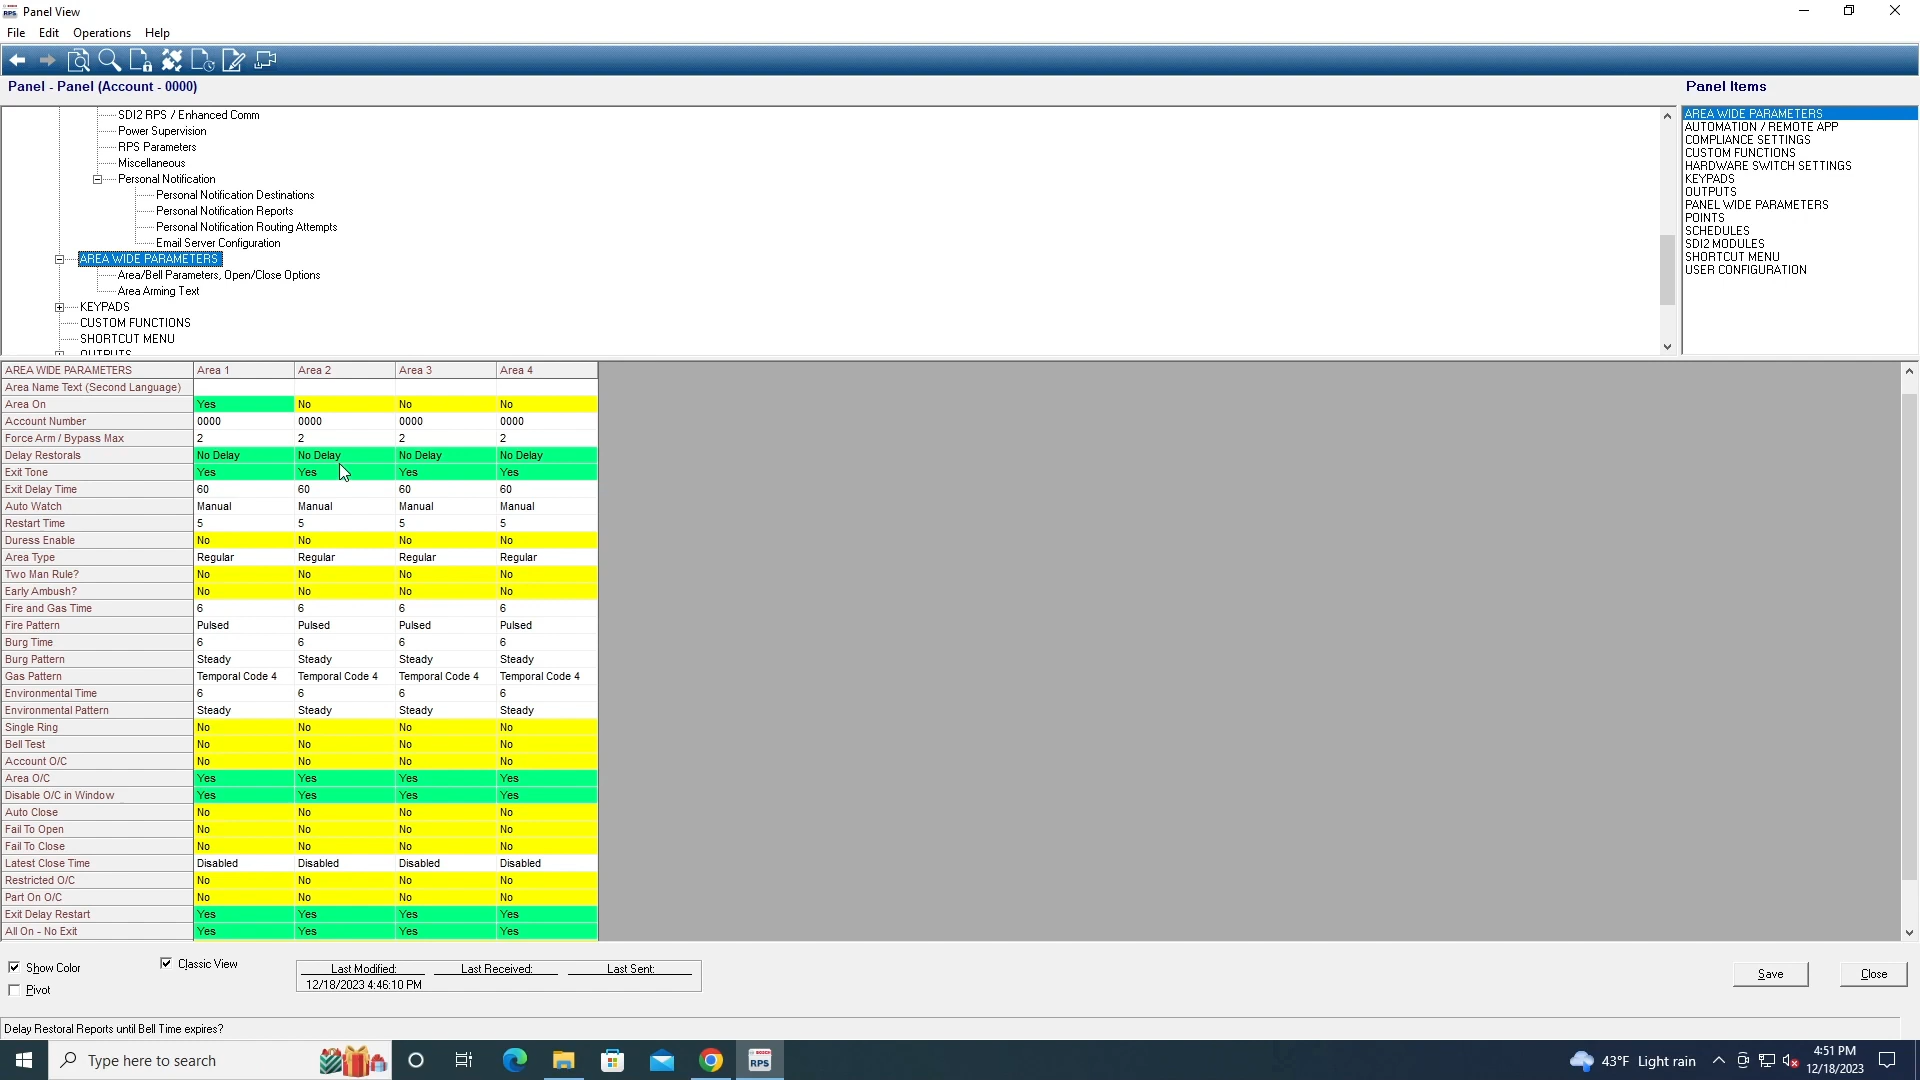 Panel View
File Edit Operations Help
Panel - Panel (Account - 0000)
Panel Items
SDI2 RPS / Enhanced Comm
Power Supervision
RPS Parameters
Miscellaneous
Personal Notification
Personal Notification Destinations
Personal Notification Reports
Personal Notification Routing Attempts
Email Server Configuration
AREA WIDE PARAMETERS
Area/Bell Parameters, Open/Close Options
Area Arming Text
KEYPADS
CUSTOM FUNCTIONS
SHORTCUT MENU
OUTPUTS
AREA WIDE PARAMETERS
AUTOMATION / REMOTE APP
COMPLIANCE SETTINGS
CUSTOM FUNCTIONS
HARDWARE SWITCH SETTINGS
KEYPADS
OUTPUTS
PANEL WIDE PARAMETERS
POINTS
SCHEDULES
SDI2 MODULES
SHORTCUT MENU
USER CONFIGURATION
AREA WIDE PARAMETERS Area 1 Area 2 Area 3 Area 4
Area Name Text (Second Language)
Area On Yes No No No
Account Number 0000 0000 0000 0000
Force Arm / Bypass Max 2 2 2 2
Delay Restorals No Delay No Delay No Delay No Delay
Exit Tone Yes Yes Yes Yes
Exit Delay Time 60 60 60 60
Auto Watch Manual Manual Manual Manual
Restart Time 5 5 5 5
Duress Enable No No No No
Area Type Regular Regular Regular Regular
Two Man Rule? No No No No
Early Ambush? No No No No
Fire and Gas Time 6 6 6 6
Fire Pattern Pulsed Pulsed Pulsed Pulsed
Burg Time 6 6 6 6
Burg Pattern Steady Steady Steady Steady
Gas Pattern Temporal Code 4 Temporal Code 4 Temporal Code 4 Temporal Code 4
Environmental Time 6 6 6 6
Environmental Pattern Steady Steady Steady Steady
Single Ring No No No No
Bell Test No No No No
Account O/C No No No No
Area O/C Yes Yes Yes Yes
Disable O/C in Window Yes Yes Yes Yes
Auto Close No No No No
Fail To Open No No No No
Fail To Close No No No No
Latest Close Time Disabled Disabled Disabled Disabled
Restricted O/C No No No No
Part On O/C No No No No
Exit Delay Restart Yes Yes Yes Yes
All On - No Exit Yes Yes Yes Yes
Show Color Classic View
Pivot
Last Modified: Last Received: Last Sent:
12/18/2023 4:46:10 PM
Save Close
Delay Restoral Reports until Bell Time expires?
Type here to search
RPS
43°F Light rain
4:51 PM
12/18/2023